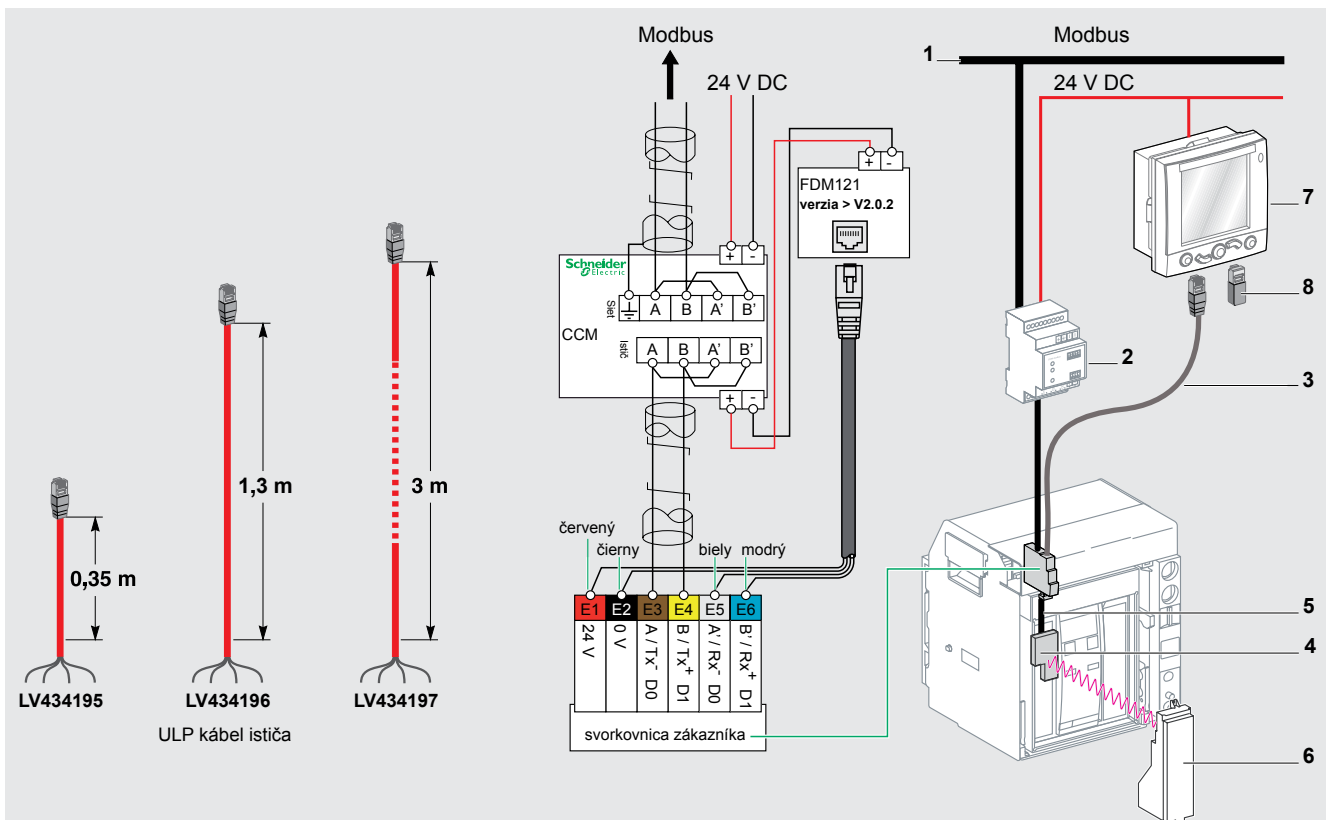 0,35 m
LV434195
1,3 m
LV434196
3 m
LV434197
ULP kábel ističa
Modbus
24 V DC
+ -
FDM121
verzia > V2.0.2
Schneider
Electric
+ -
Sieť
A B A' B'
CCM
Istič
A B A' B'
+ -
červený
čierny
biely
modrý
E1 E2 E3 E4 E5 E6
24 V
0 V
A / Tx- D0
B / Tx+ D1
A' / Rx- D0
B' / Rx+ D1
svorkovnica zákazníka
Modbus
1
24 V DC
7
8
2
3
5
4
6